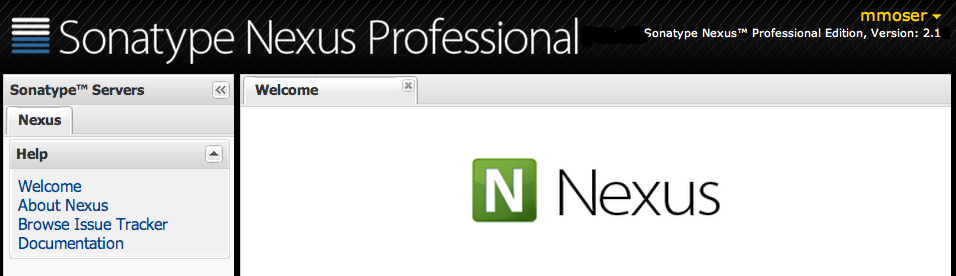 Sonatype Nexus Professional
mmoser
Sonatype Nexus™ Professional Edition, Version: 2.1
Sonatype™ Servers
Welcome
Nexus
Help
Welcome
About Nexus
Browse Issue Tracker
Documentation
N Nexus